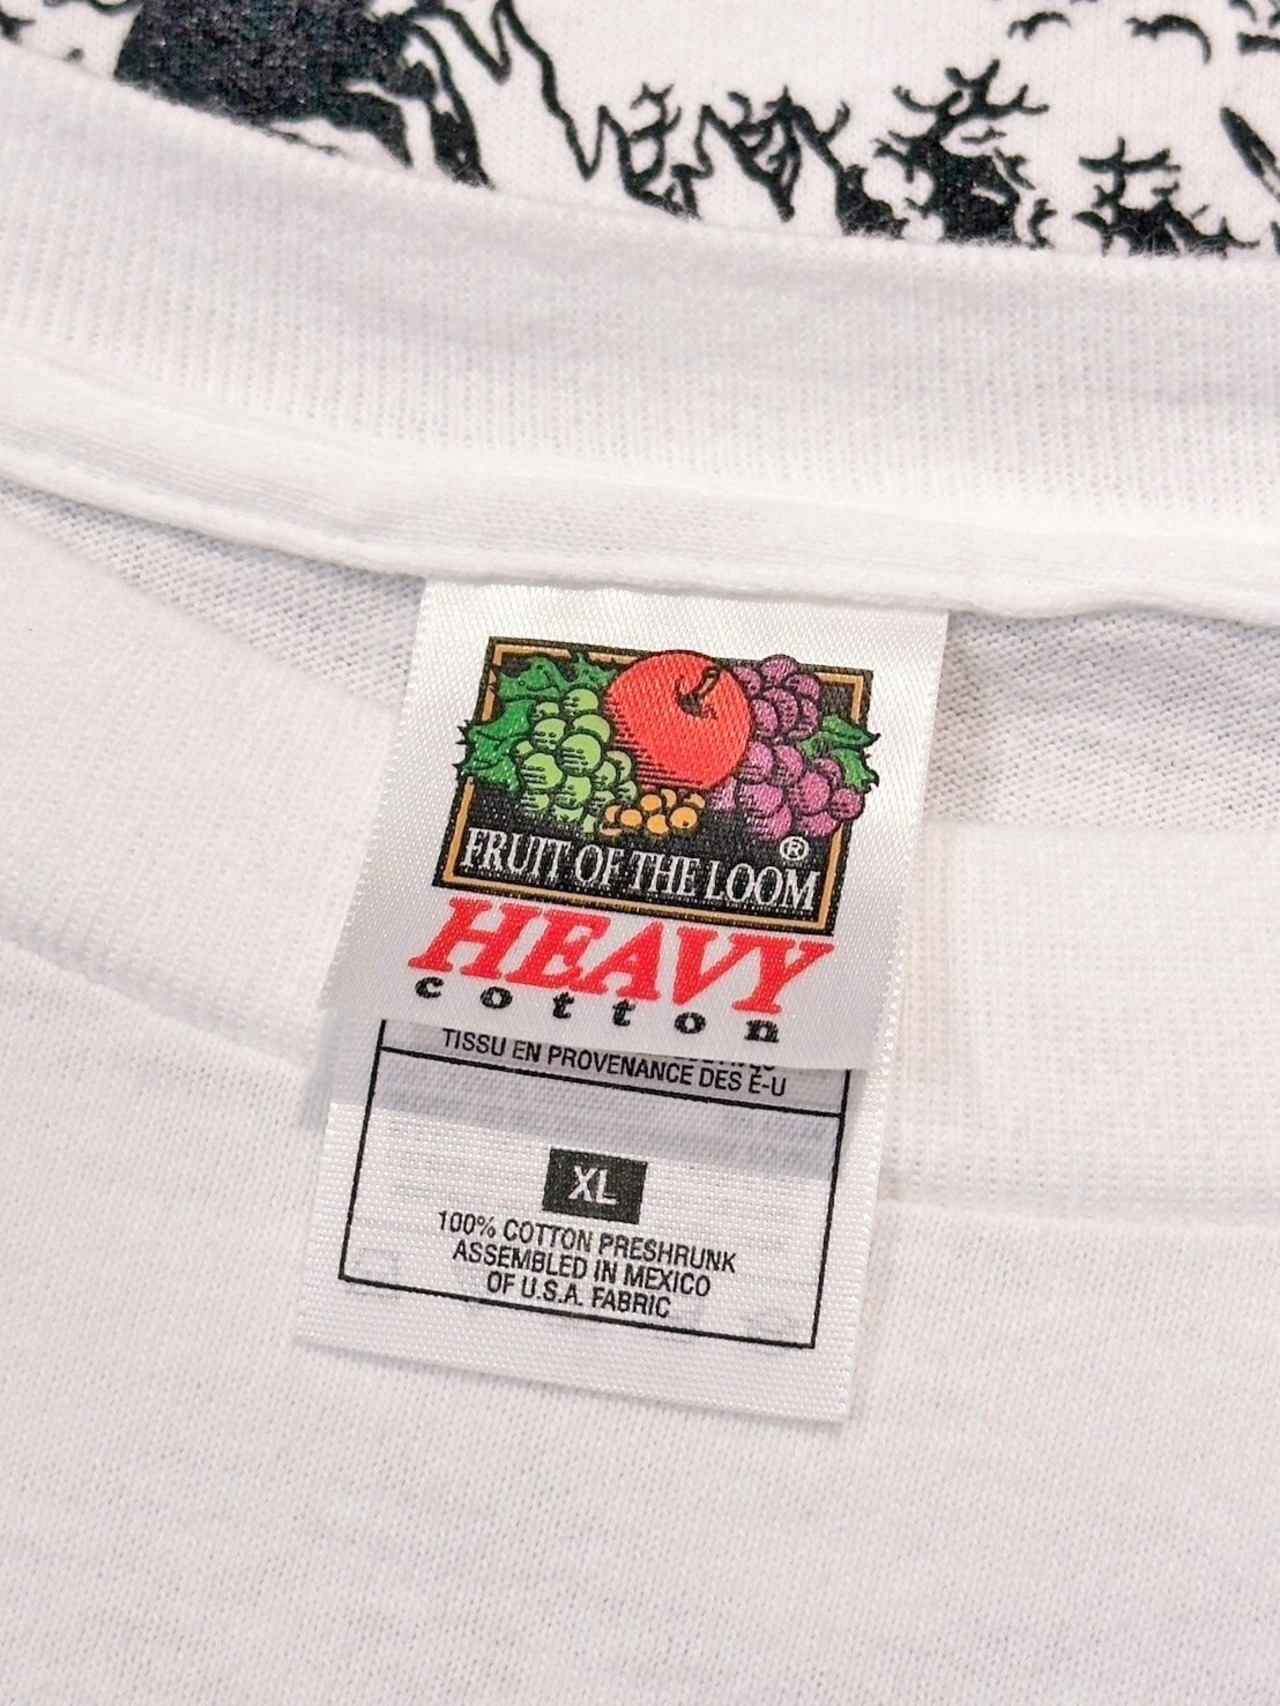 FRUIT OF THE LOOM ®
HEAVY
cotton
TISSU EN PROVENANCE DES É-U
XL
100% COTTON PRESHRUNK
ASSEMBLED IN MEXICO
OF U.S.A. FABRIC